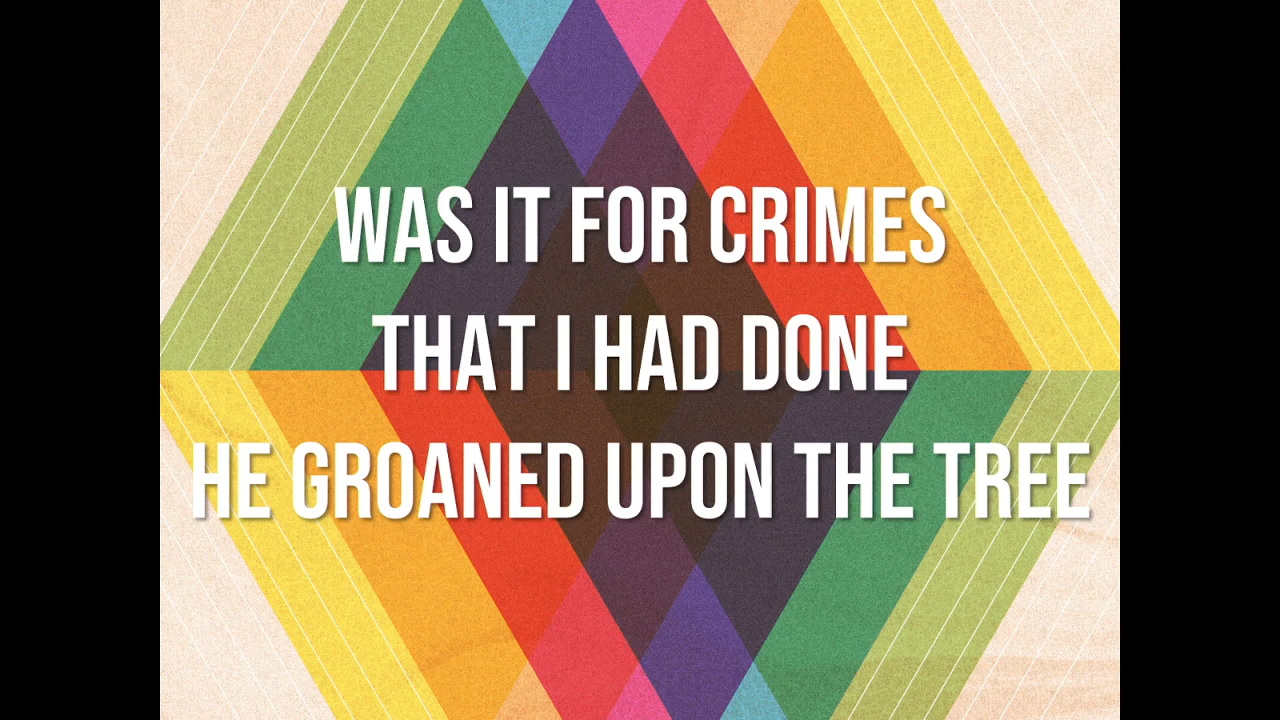 WAS IT FOR CRIMES
THAT I HAD DONE
HE GROANED UPON THE TREE